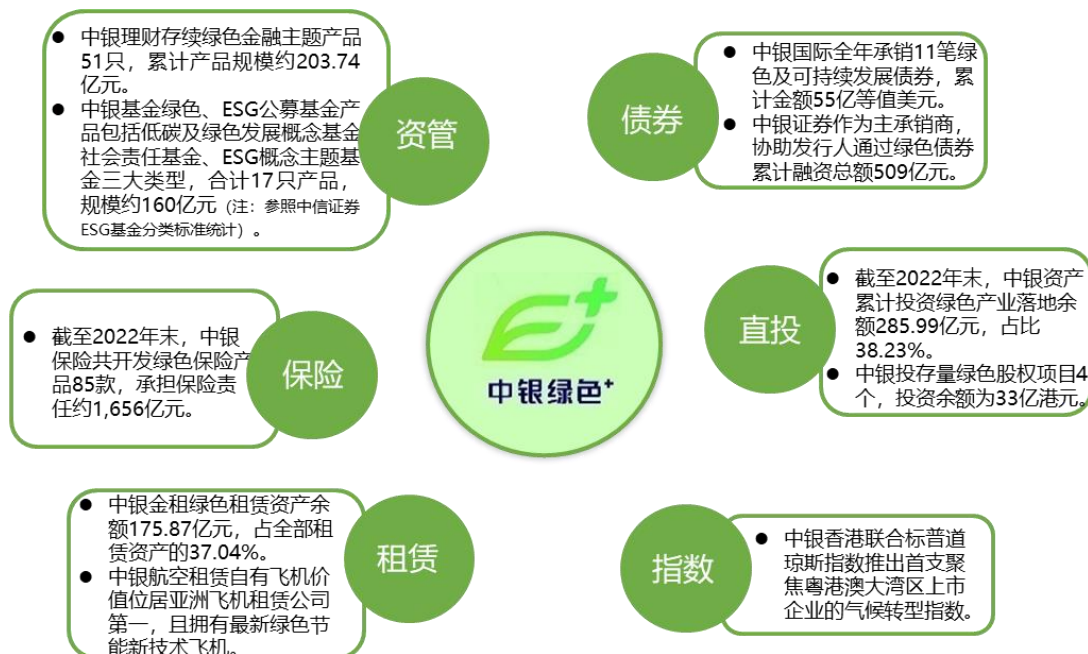 ● 中银理财存续绿色金融主题产品
51只，累计产品规模约203.74
亿元。
● 中银基金绿色、ESG公募基金产
品包括低碳及绿色发展概念基金
社会责任基金、ESG概念主题基
金三大类型，合计17只产品，
规模约160亿元（注：参照中信证券
ESG基金分类标准统计）。
资管
债券
● 中银国际全年承销11笔绿
色及可持续发展债券，累
计金额55亿等值美元。
● 中银证券作为主承销商，
协助发行人通过绿色债券
累计融资总额509亿元。
● 截至2022年末，中银
保险共开发绿色保险产
品85款，承担保险责
任约1,656亿元。
保险
中银绿色+
直投
● 截至2022年末，中银资产
累计投资绿色产业落地余
额285.99亿元，占比
38.23%。
● 中银投存量绿色股权项目4
个，投资余额为33亿港元。
● 中银金租绿色租赁资产余
额175.87亿元，占全部租
赁资产的37.04%。
● 中银航空租赁自有飞机价
值位居亚洲飞机租赁公司
第一，且拥有最新绿色节
能新技术飞机。
租赁
指数
● 中银香港联合标普道
琼斯指数推出首支聚
焦粤港澳大湾区上市
企业的气候转型指数。